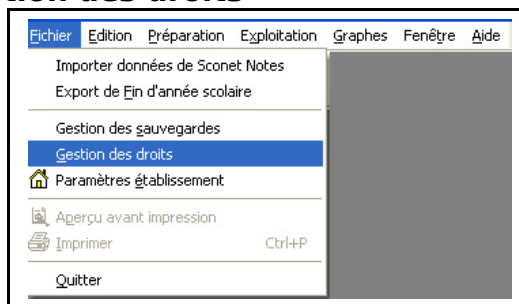 tion des droits
Fichier Edition Préparation Exploitation Graphes Fenêtre Aide
Importer données de Sconet Notes
Export de Fin d'année scolaire
Gestion des sauvegardes
Gestion des droits
Paramètres établissement
Aperçu avant impression
Imprimer Ctrl+P
Quitter